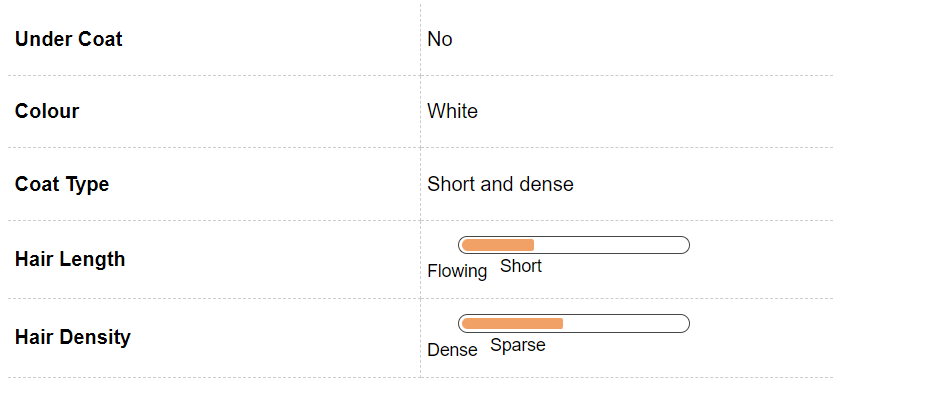 Under Coat No
Colour White
Coat Type Short and dense
Hair Length Flowing Short
Hair Density Dense Sparse